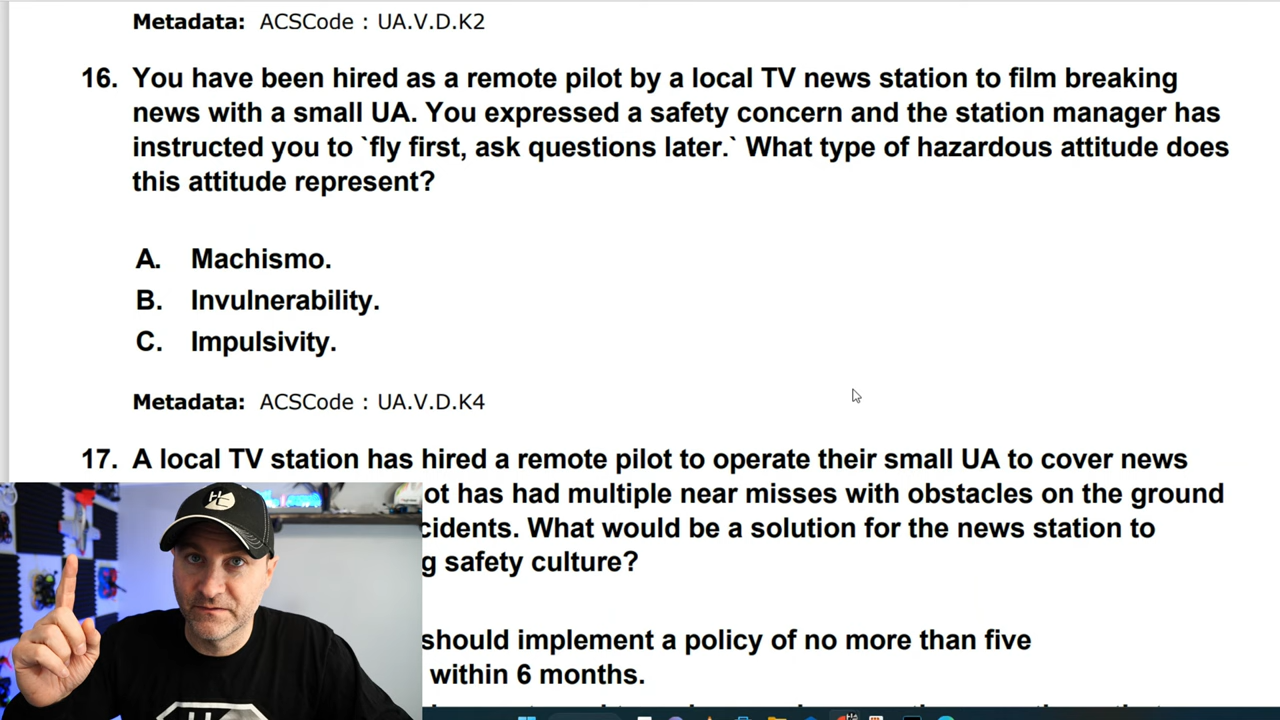 Metadata: ACSCode : UA.V.D.K2
16. You have been hired as a remote pilot by a local TV news station to film breaking
news with a small UA. You expressed a safety concern and the station manager has
instructed you to `fly first, ask questions later.` What type of hazardous attitude does
this attitude represent?
A. Machismo.
B. Invulnerability.
C. Impulsivity.
Metadata: ACSCode : UA.V.D.K4
17. A local TV station has hired a remote pilot to operate their small UA to cover news
ot has had multiple near misses with obstacles on the ground
cidents. What would be a solution for the news station to
g safety culture?
should implement a policy of no more than five
within 6 months.